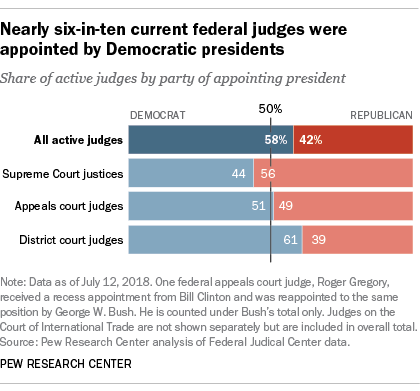 Nearly six-in-ten current federal judges were
appointed by Democratic presidents
Share of active judges by party of appointing president
50%
DEMOCRAT REPUBLICAN
All active judges 58% 42%
Supreme Court justices 44 56
Appeals court judges 51 49
District court judges 61 39
Note: Data as of July 12, 2018. One federal appeals court judge, Roger Gregory,
received a recess appointment from Bill Clinton and was reappointed to the same
position by George W. Bush. He is counted under Bush's total only. Judges on the
Court of International Trade are not shown separately but are included in overall total.
Source: Pew Research Center analysis of Federal Judical Center data.
PEW RESEARCH CENTER